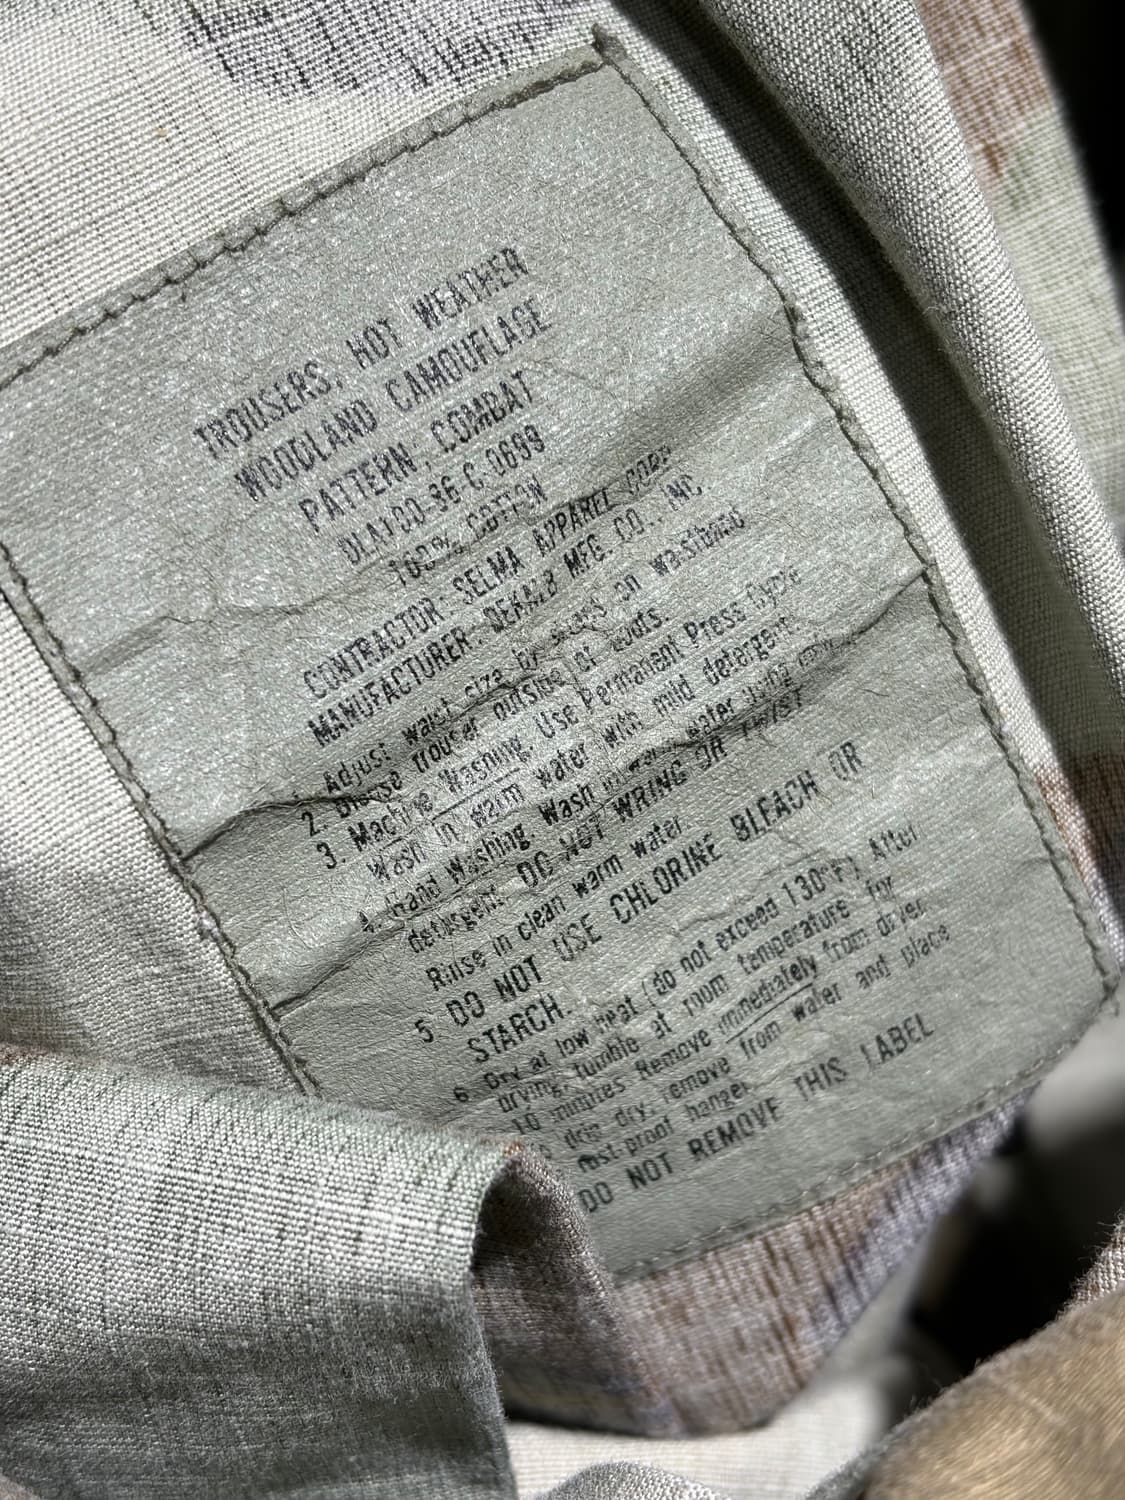 TROUSERS, HOT WEATHER
WOODLAND CAMOUFLAGE
PATTERN; COMBAT
DLA100-86-C-0699
100% COTTON
CONTRACTOR: SELMA APPAREL CORP
MANUFACTURER: DEKALB MFG. CO., INC
1. Adjust waist size by on waistband
2. Blouse trouser outside of boots.
3. Machine Washing. Use Permanent Press Cycle
Wash in warm water with mild detergent.
4. Hand Washing. Wash in water using
detergent. DO NOT WRING OR TWIST
Rinse in clean warm water.
5. DO NOT USE CHLORINE BLEACH OR
STARCH.
6. Dry at low heat (do not exceed 130°F) After
drying, tumble at room temperature for
10 minutes Remove immediately from dryer.
drip dry, remove from water and place
rust proof hanger.
DO NOT REMOVE THIS LABEL